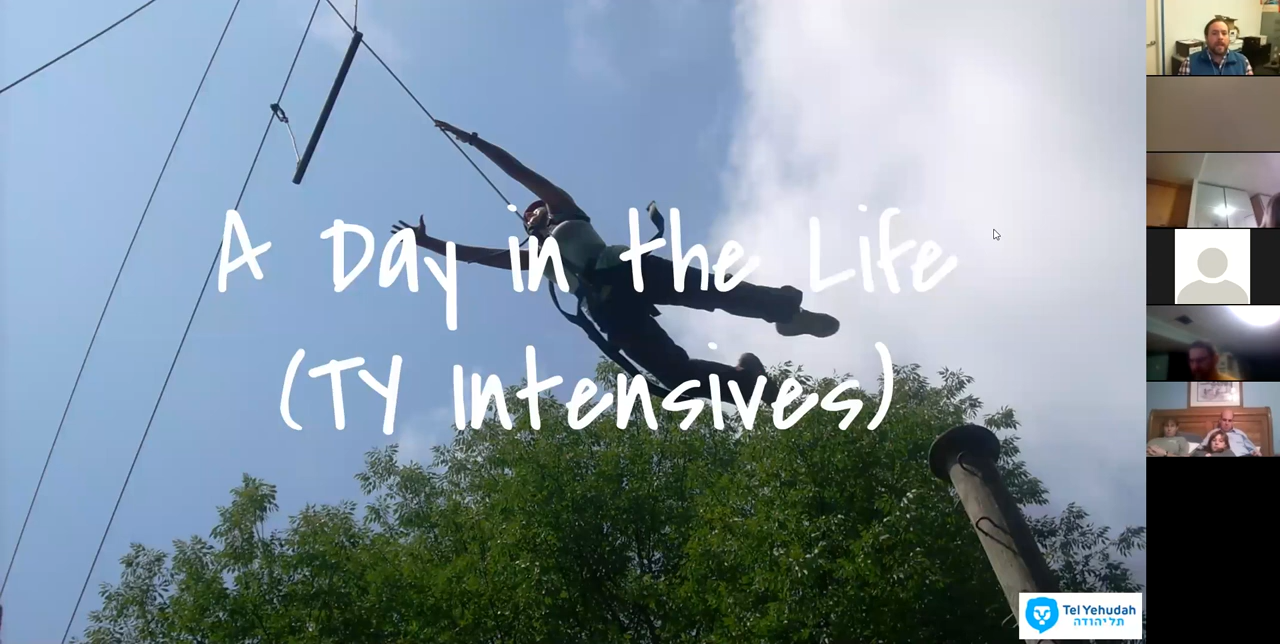 A Day in the Life
(TY Intensives)
Tel Yehudah
תל יהודה